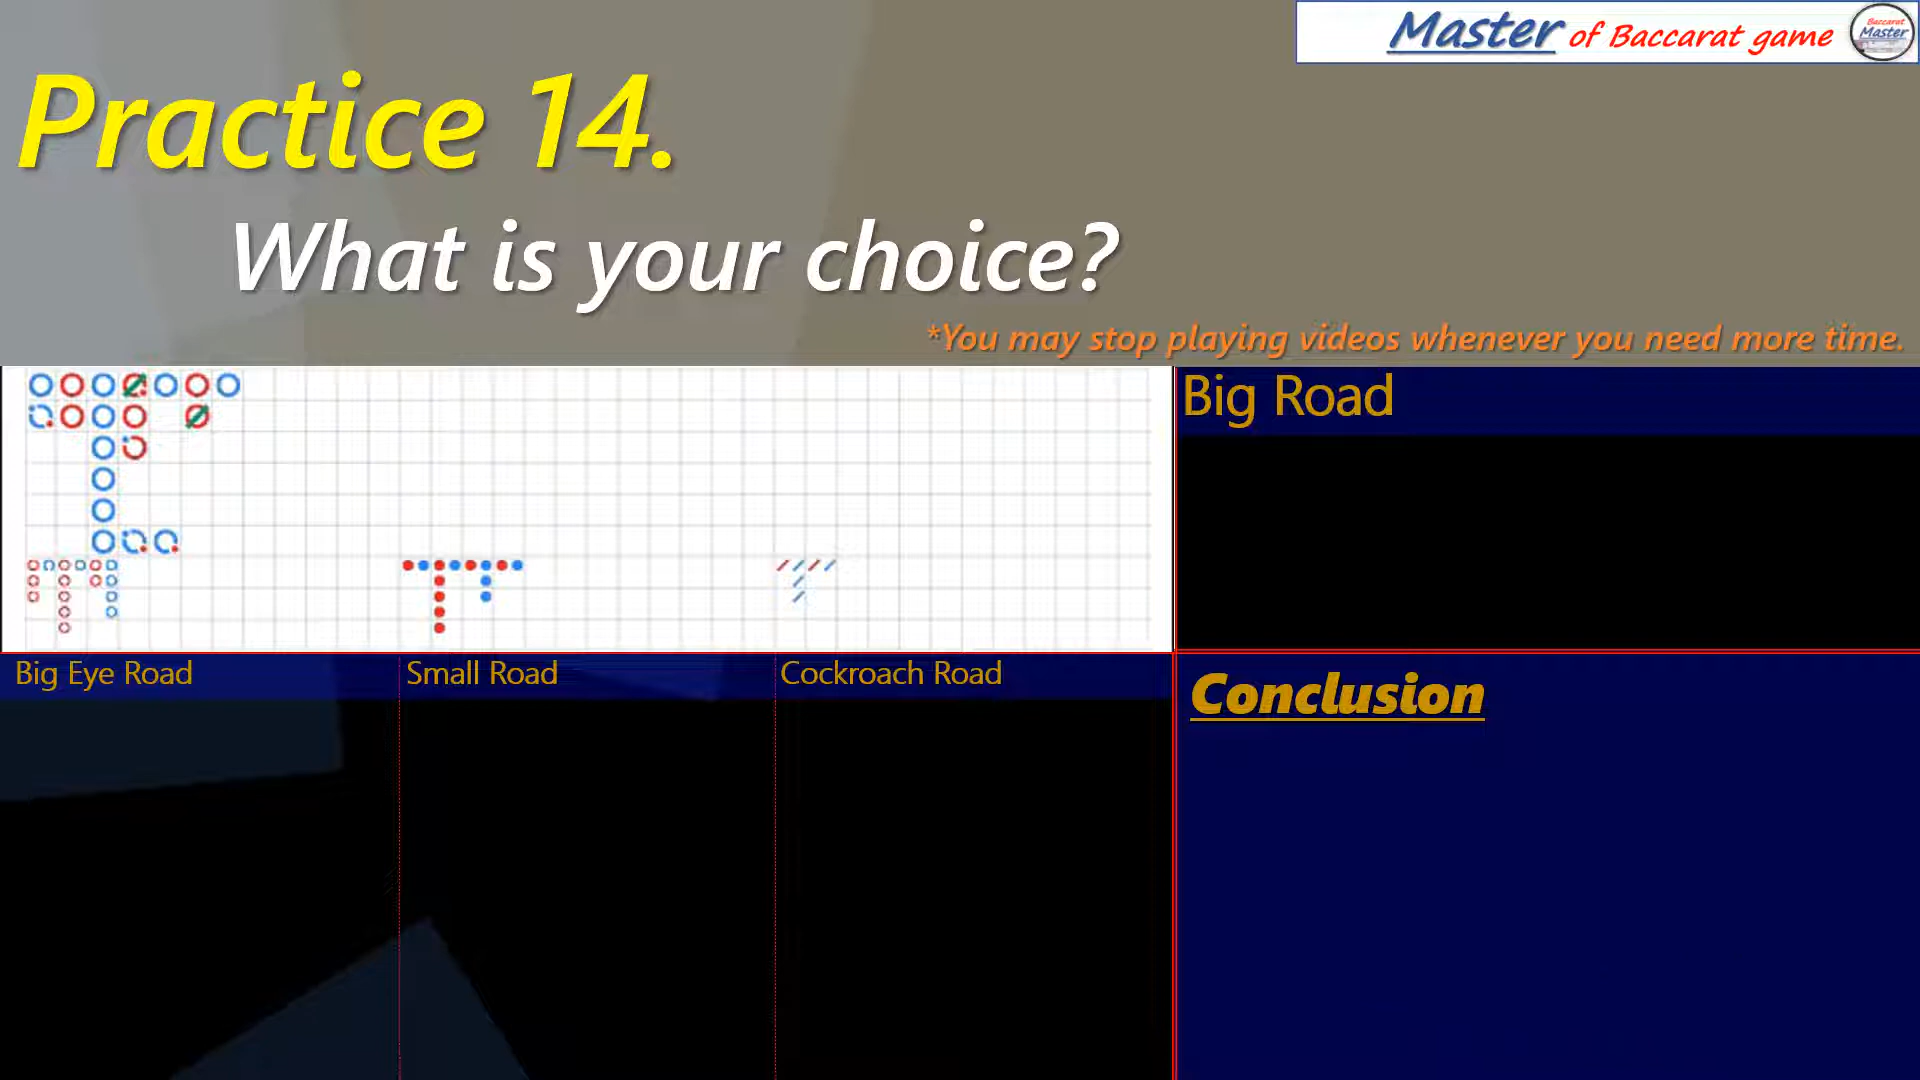 Master of Baccarat game
Baccarat
Master
Practice 14.
What is your choice?
*You may stop playing videos whenever you need more time.
Big Road
Big Eye Road
Small Road
Cockroach Road
Conclusion